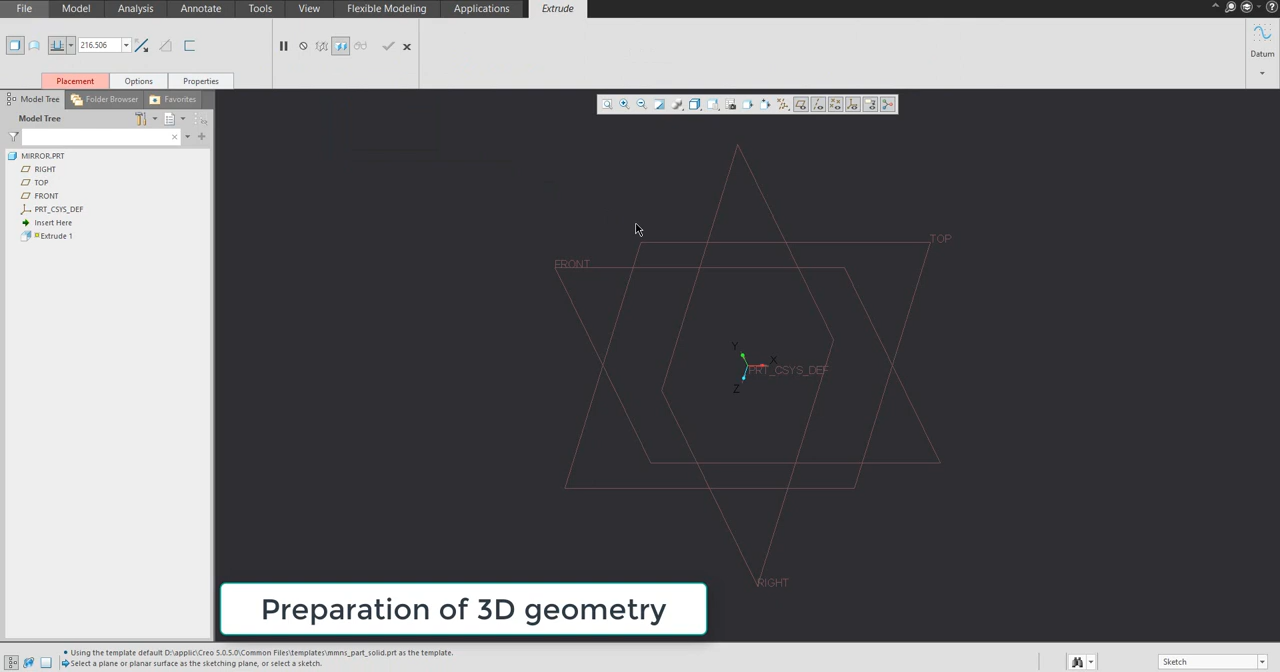 File Model Analysis Annotate Tools View Flexible Modeling Applications Extrude
216.506
Datum
Placement Options Properties
Model Tree Folder Browser Favorites
Model Tree
MIRROR.PRT
RIGHT
TOP
FRONT
PRT_CSYS_DEF
Insert Here
Extrude 1
TOP
FRONT
Y
X
PRT_CSYS_DEF
Z
RIGHT
Preparation of 3D geometry
Using the template default D:\applic\Creo 5.0.5.0\Common Files\templates\mmns_part_solid.prt as the template.
Select a plane or planar surface as the sketching plane, or select a sketch.
Sketch